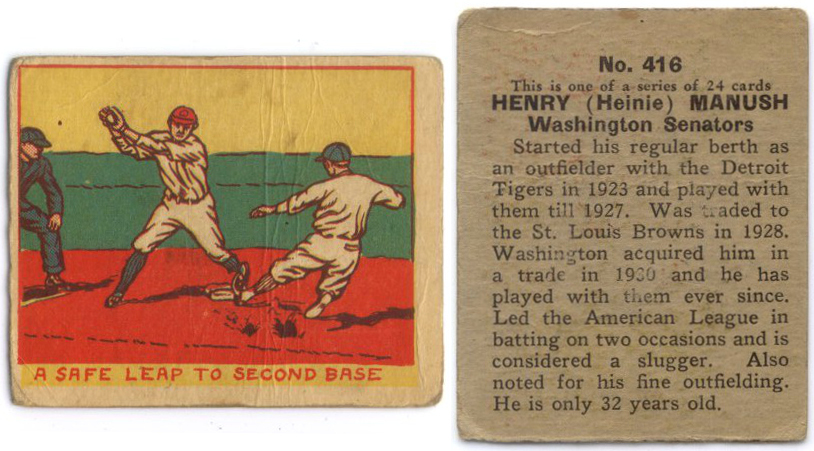 A SAFE LEAP TO SECOND BASE
No. 416
This is one of a series of 24 cards
HENRY (Heinie) MANUSH
Washington Senators
Started his regular berth as
an outfielder with the Detroit
Tigers in 1923 and played with
them till 1927. Was traded to
the St. Louis Browns in 1928.
Washington acquired him in
a trade in 1930 and he has
played with them ever since.
Led the American League in
batting on two occasions and is
considered a slugger. Also
noted for his fine outfielding.
He is only 32 years old.